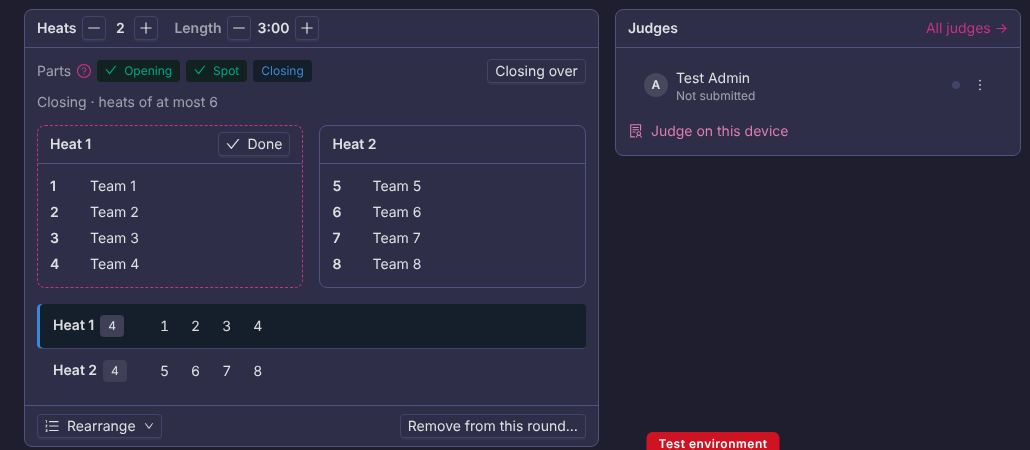 Heats 2 Length 3:00
Parts Opening Spot Closing Closing over
Closing · heats of at most 6
Heat 1 Done
1 Team 1
2 Team 2
3 Team 3
4 Team 4
Heat 2
5 Team 5
6 Team 6
7 Team 7
8 Team 8
Heat 1 4 1 2 3 4
Heat 2 4 5 6 7 8
Rearrange Remove from this round...
Judges All judges →
A Test Admin
Not submitted
Judge on this device
Test environment